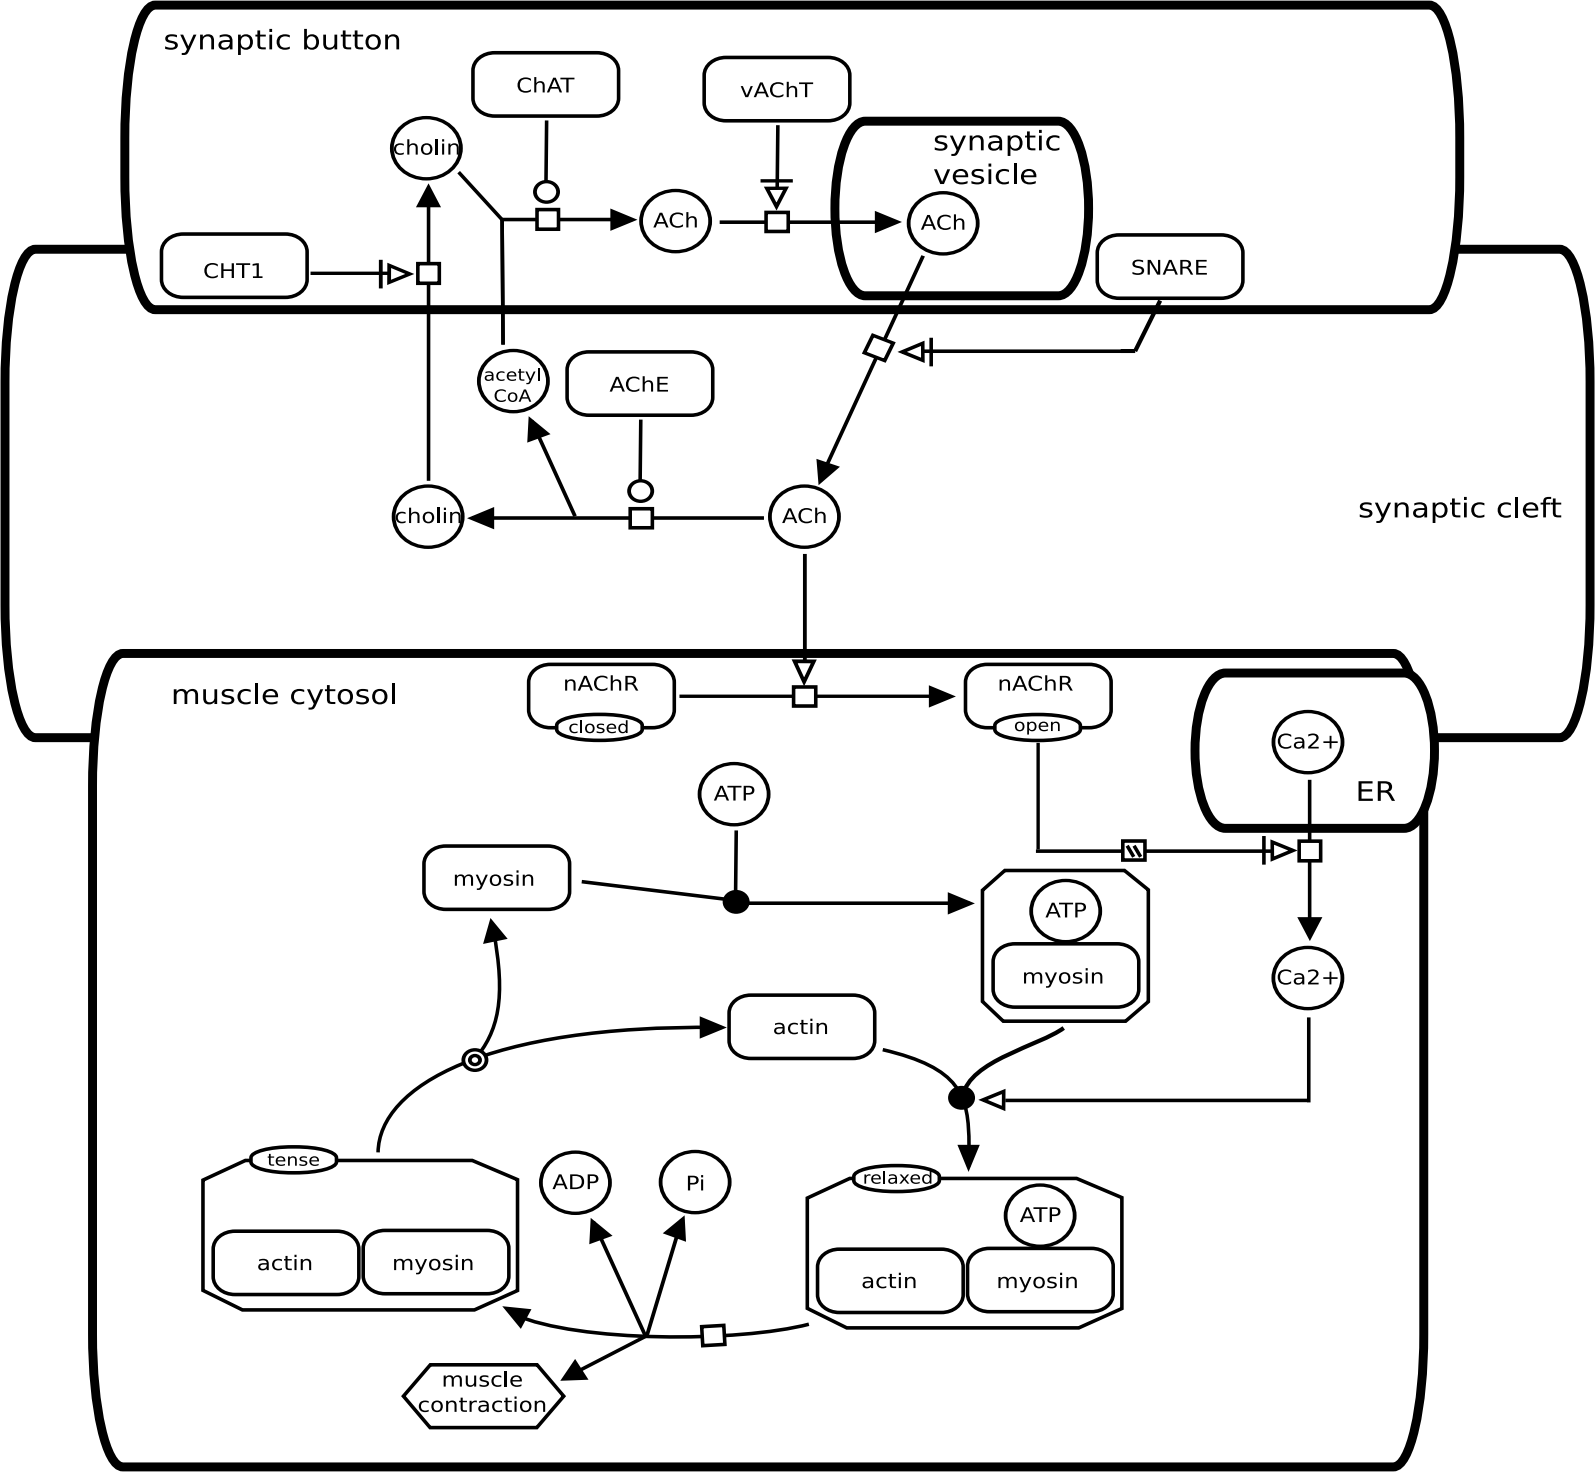 synaptic button
ChAT
vAChT
cholin
synaptic
vesicle
ACh
ACh
CHT1
SNARE
acetyl
CoA
AChE
cholin
ACh
synaptic cleft
muscle cytosol
nAChR
closed
nAChR
open
Ca2+
ER
ATP
myosin
ATP
myosin
Ca2+
actin
tense
actin
myosin
ADP
Pi
relaxed
ATP
actin
myosin
muscle
contraction